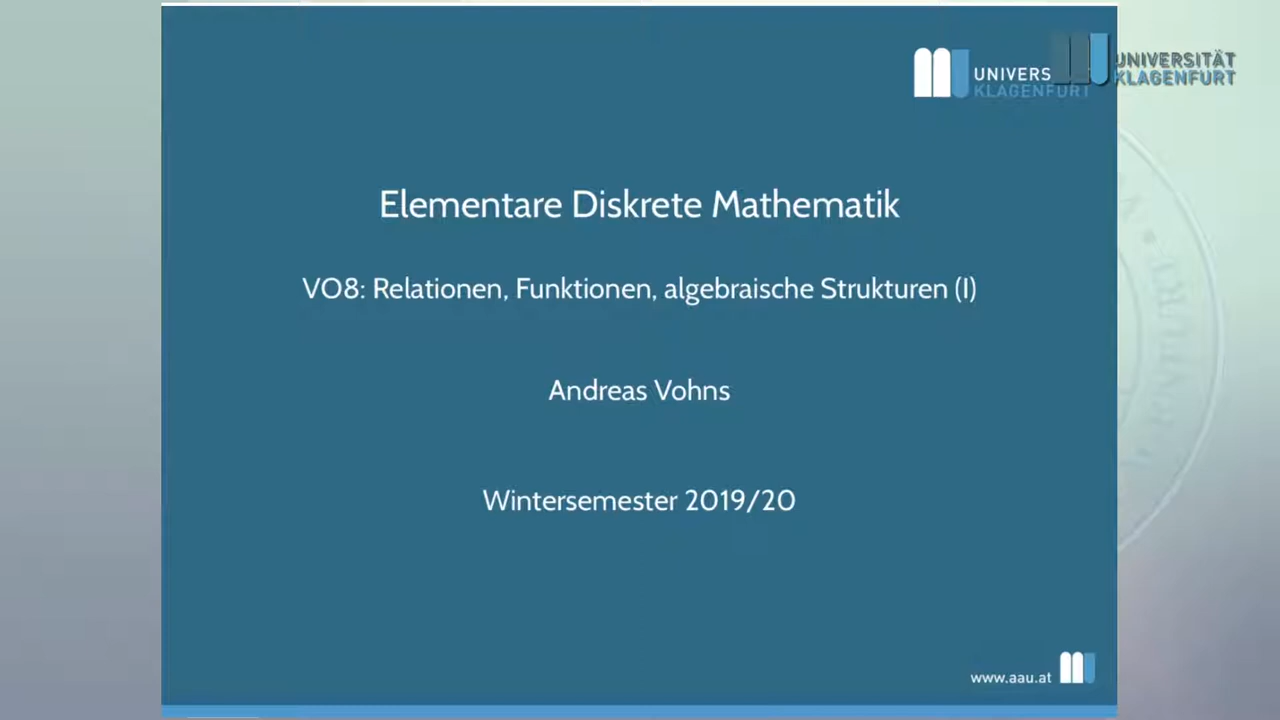 UNIVERS
KLAGENFURT
UNIVERSITÄT
KLAGENFURT
Elementare Diskrete Mathematik
VO8: Relationen, Funktionen, algebraische Strukturen (I)
Andreas Vohns
Wintersemester 2019/20
www.aau.at